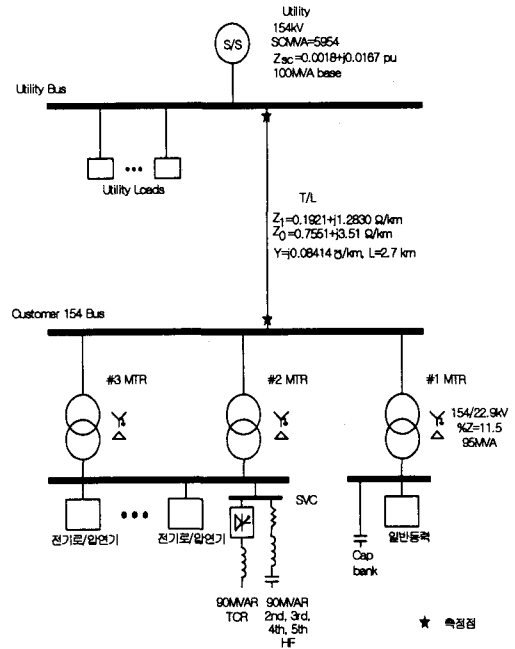 Utility
154kV
SCMVA=5954
Zsc=0.0018+j0.0167 pu
100MVA base
S/S
Utility Bus
Utility Loads
T/L
Z1=0.1921+j1.2830 Ω/km
Z0=0.7551+j3.51 Ω/km
Y=j0.08414 ℧/km, L=2.7 km
Customer 154 Bus
#3 MTR
#2 MTR
#1 MTR
154/22.9kV
%Z=11.5
95MVA
SVC
전기로/압연기
전기로/압연기
일반동력
Cap
bank
90MVAR
TCR
90MVAR
2nd, 3rd,
4th, 5th
HF
★ 측정점